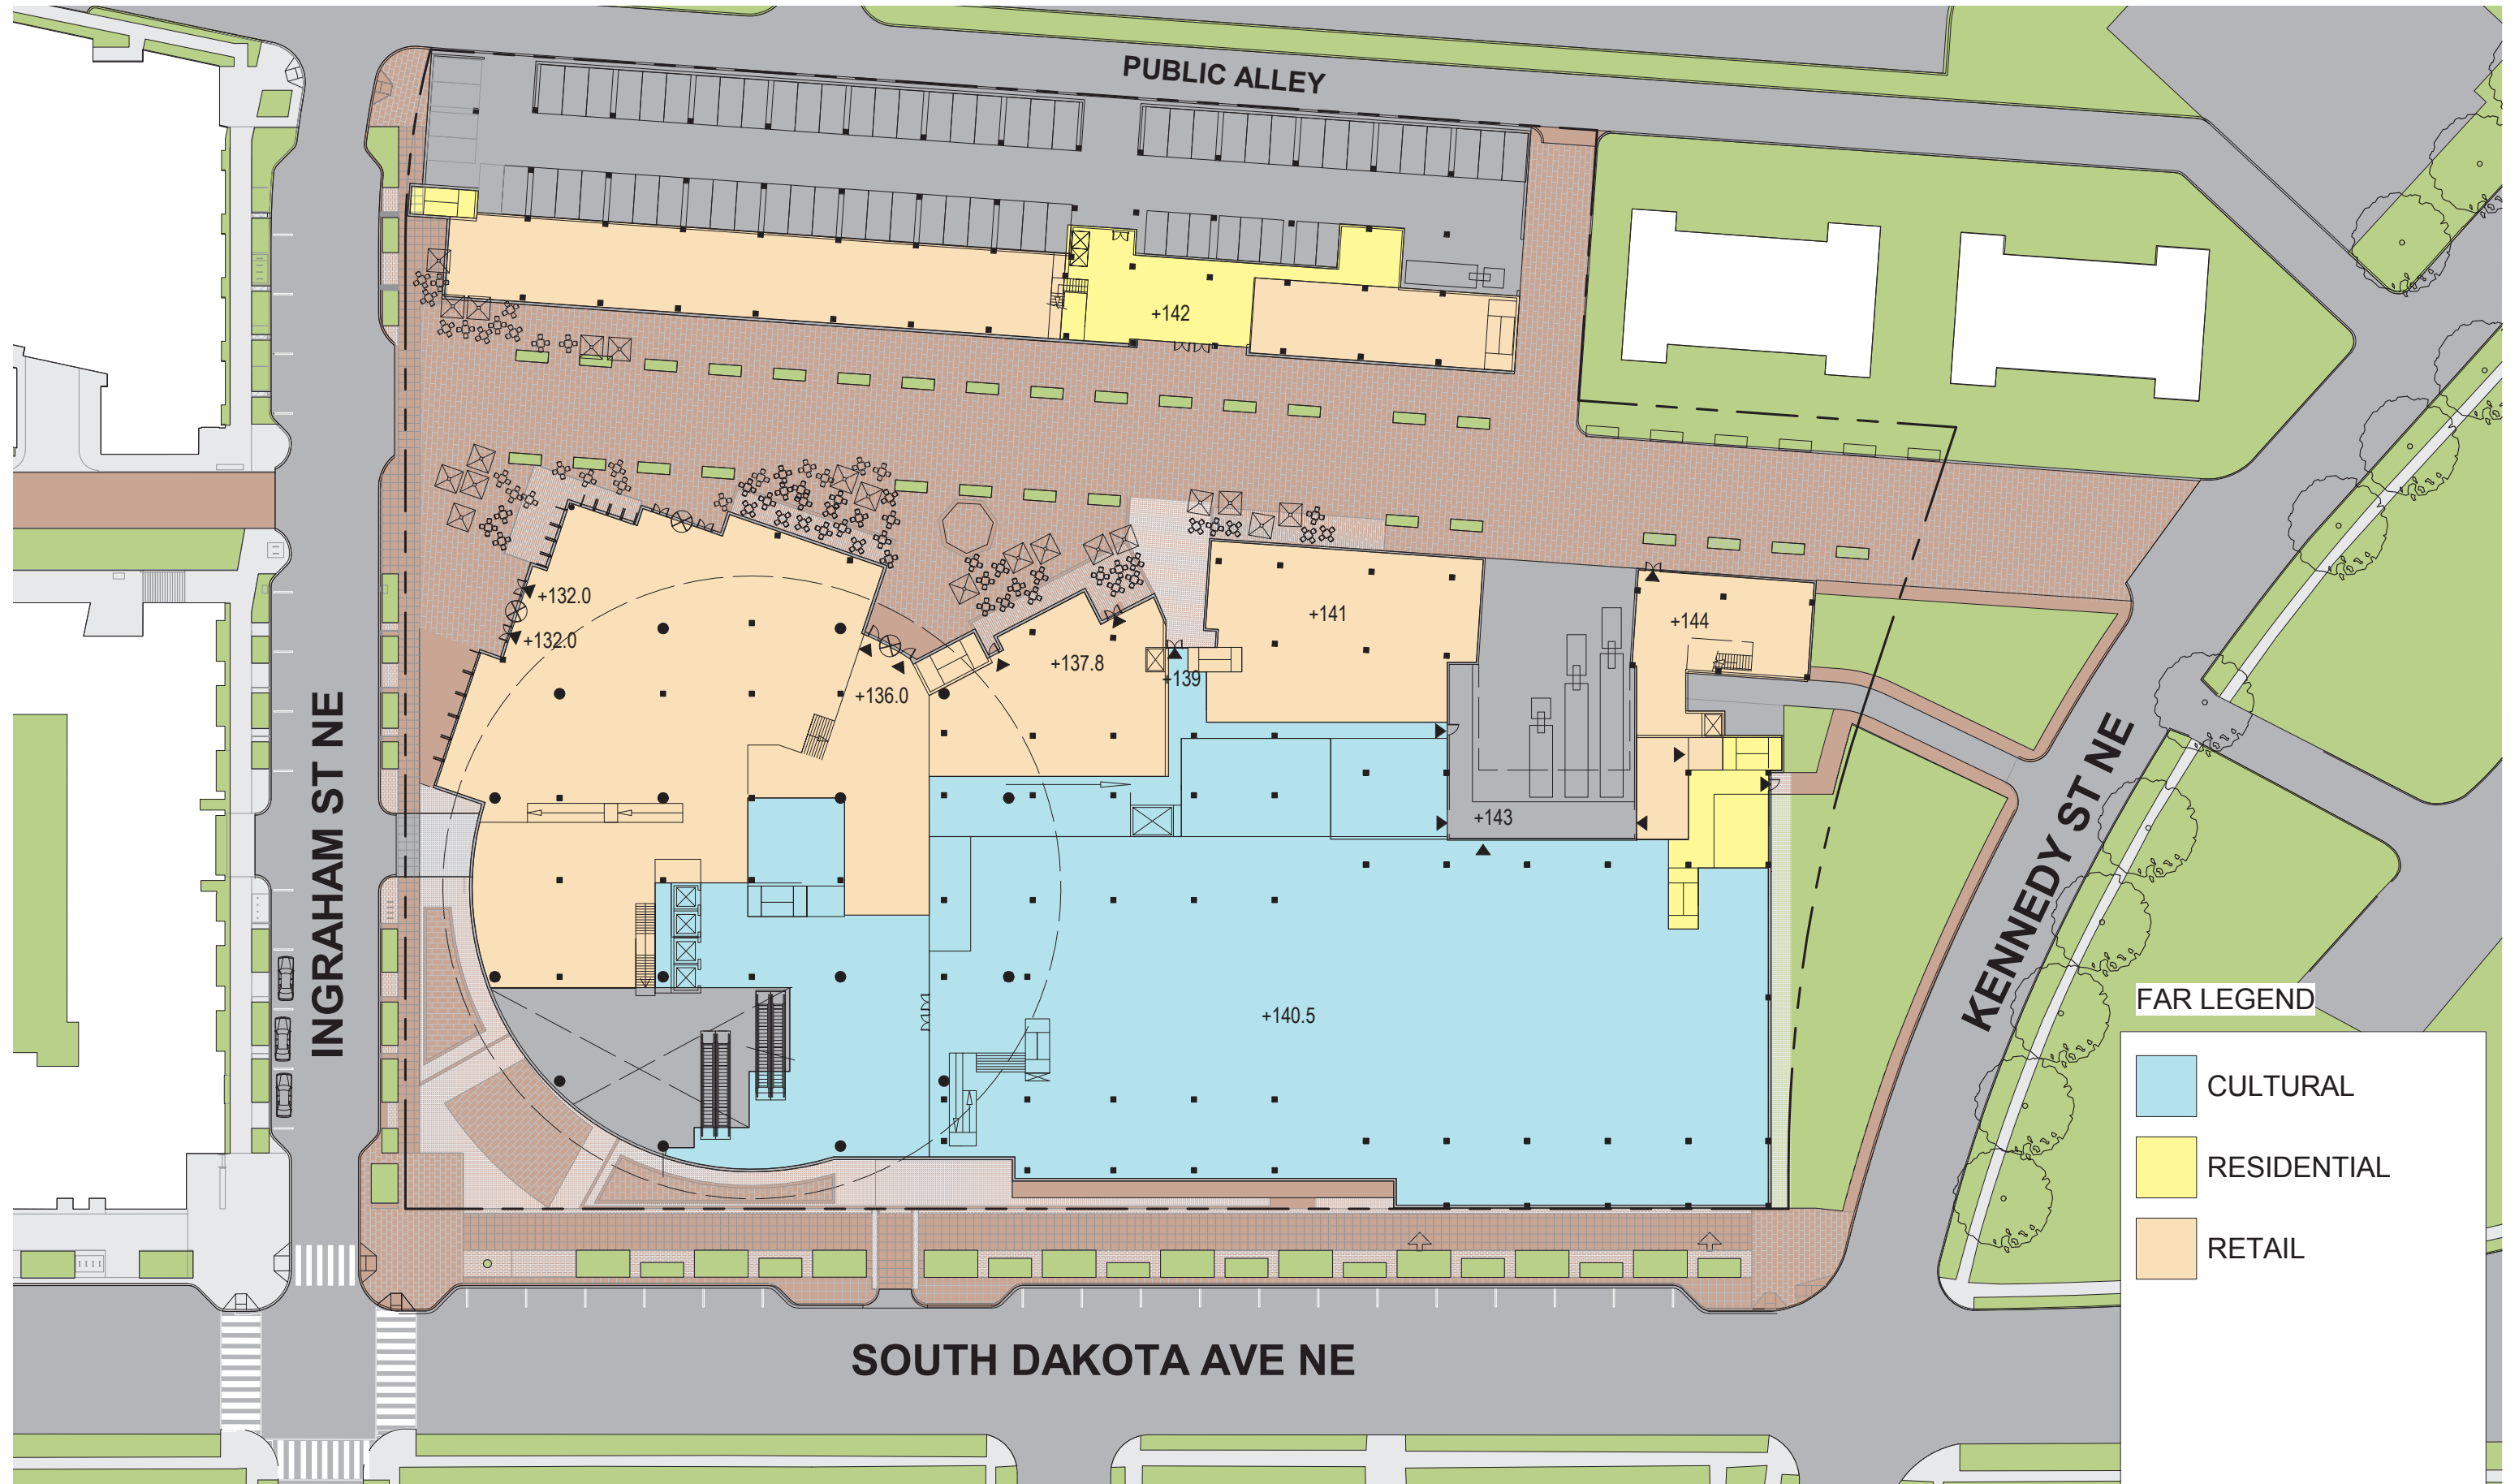 PUBLIC ALLEY
+142
+132.0
+132.0
+141
+144
+137.8
+139
+136.0
+143
+140.5
INGRAHAM ST NE
KENNEDY ST NE
FAR LEGEND
CULTURAL
RESIDENTIAL
RETAIL
SOUTH DAKOTA AVE NE